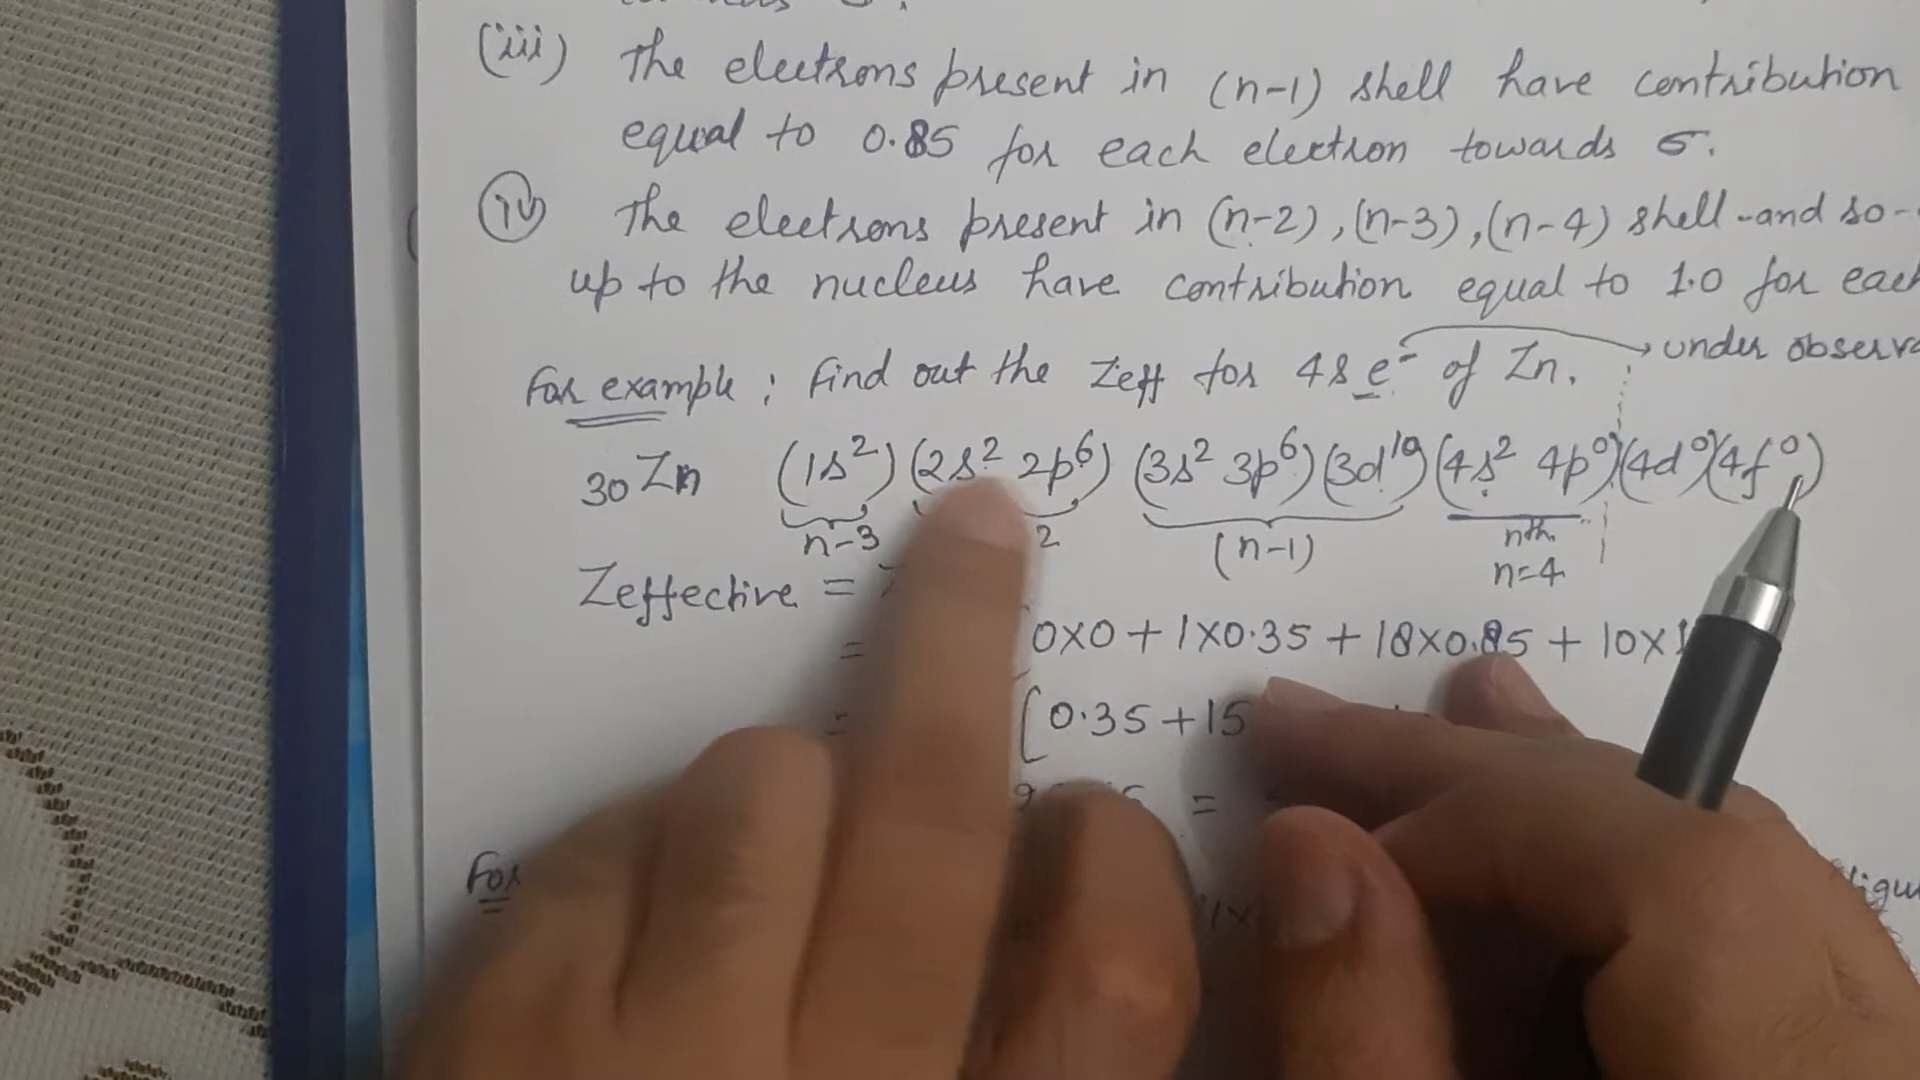 (iii) The electrons present in (n-1) shell have contribution
equal to 0.85 for each electron towards σ.
(iv) The electrons present in (n-2), (n-3), (n-4) shell and so-
up to the nucleus have contribution equal to 1.0 for each
For example : Find out the Zeff for 4s e⁻ of Zn. → under observa
30Zn (1s²) (2s² 2p⁶) (3s² 3p⁶) (3d¹⁰) (4s² 4p⁰) (4d⁰) (4f⁰)
n-3 2 (n-1) nth
n=4
Zeffective =
= 0×0 + 1×0.35 + 18×0.85 + 10×1
= [0.35 + 15
=
For